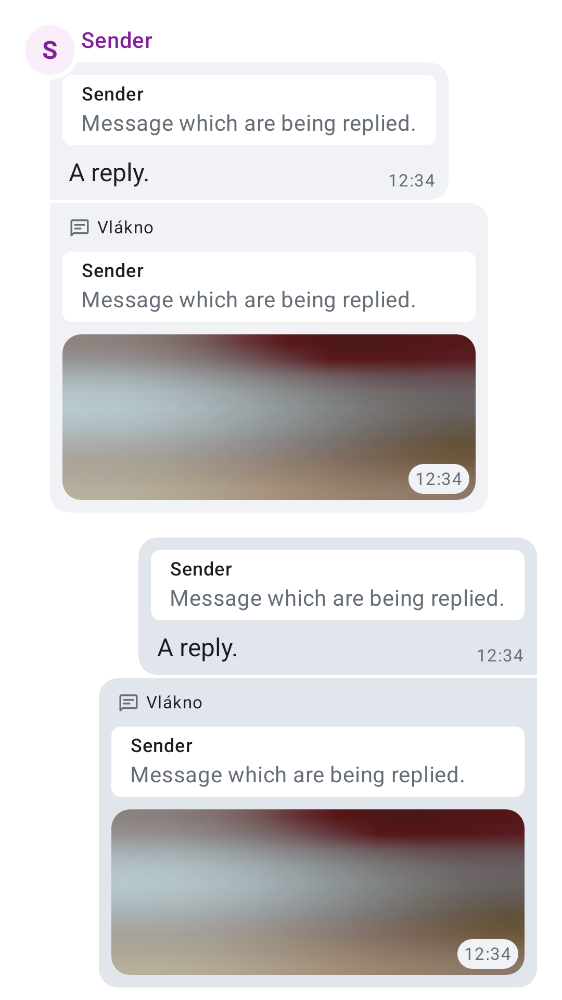 S
Sender
Sender
Message which are being replied.
A reply.
12:34
Vlákno
Sender
Message which are being replied.
12:34
Sender
Message which are being replied.
A reply.
12:34
Vlákno
Sender
Message which are being replied.
12:34